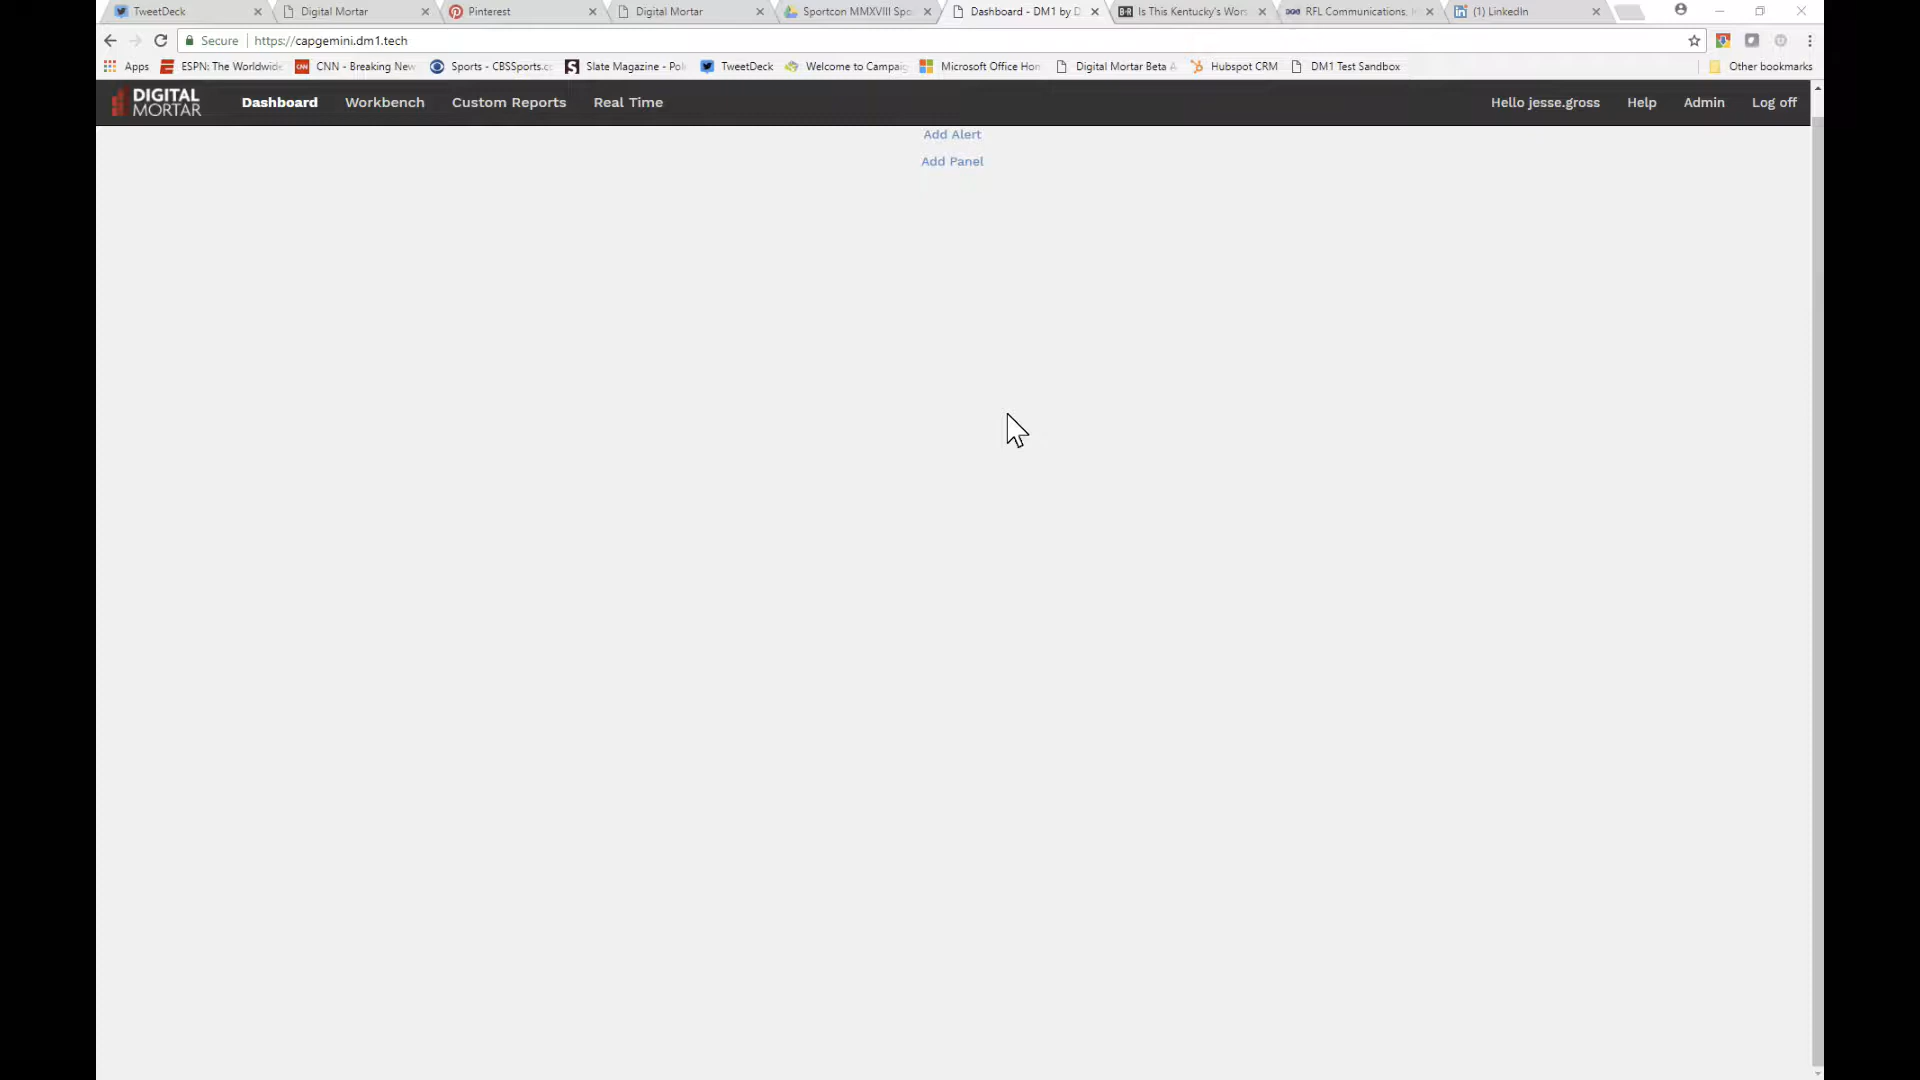 TweetDeck Digital Mortar Pinterest Digital Mortar Sportcon MMXVIII Spo Dashboard - DM1 by D Is This Kentucky's Wors RFL Communications, (1) LinkedIn
Secure https://capgemini.dm1.tech
Apps ESPN: The Worldwide CNN - Breaking New Sports - CBSSports.c Slate Magazine - Pol TweetDeck Welcome to Campaig Microsoft Office Hom Digital Mortar Beta A Hubspot CRM DM1 Test Sandbox Other bookmarks
DIGITAL
MORTAR
Dashboard Workbench Custom Reports Real Time Hello jesse.gross Help Admin Log off
Add Alert
Add Panel